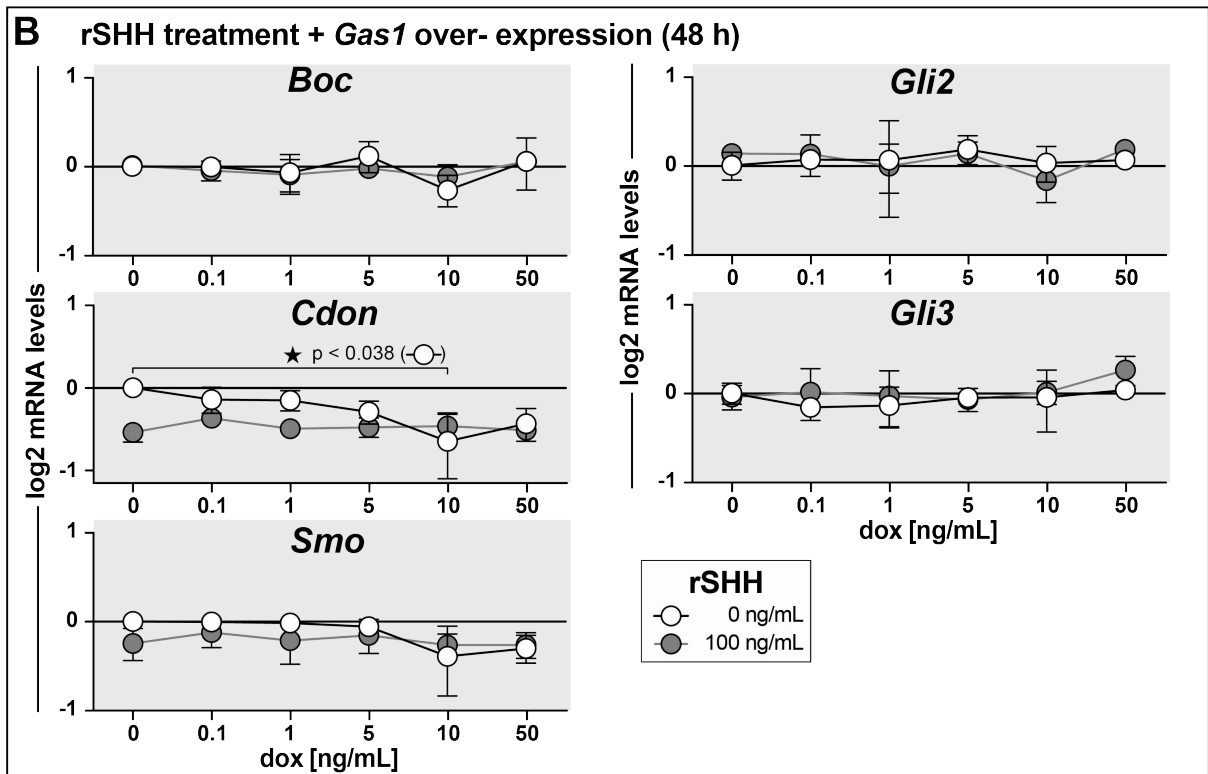 B rSHH treatment + Gas1 over- expression (48 h)
Boc
1
0
-1
0 0.1 1 5 10 50
Cdon
★ p < 0.038 ( )
1
0
-1
0 0.1 1 5 10 50
Smo
1
0
-1
0 0.1 1 5 10 50
dox [ng/mL]
log2 mRNA levels
Gli2
1
0
-1
0 0.1 1 5 10 50
Gli3
1
0
-1
0 0.1 1 5 10 50
dox [ng/mL]
log2 mRNA levels
rSHH
0 ng/mL
100 ng/mL